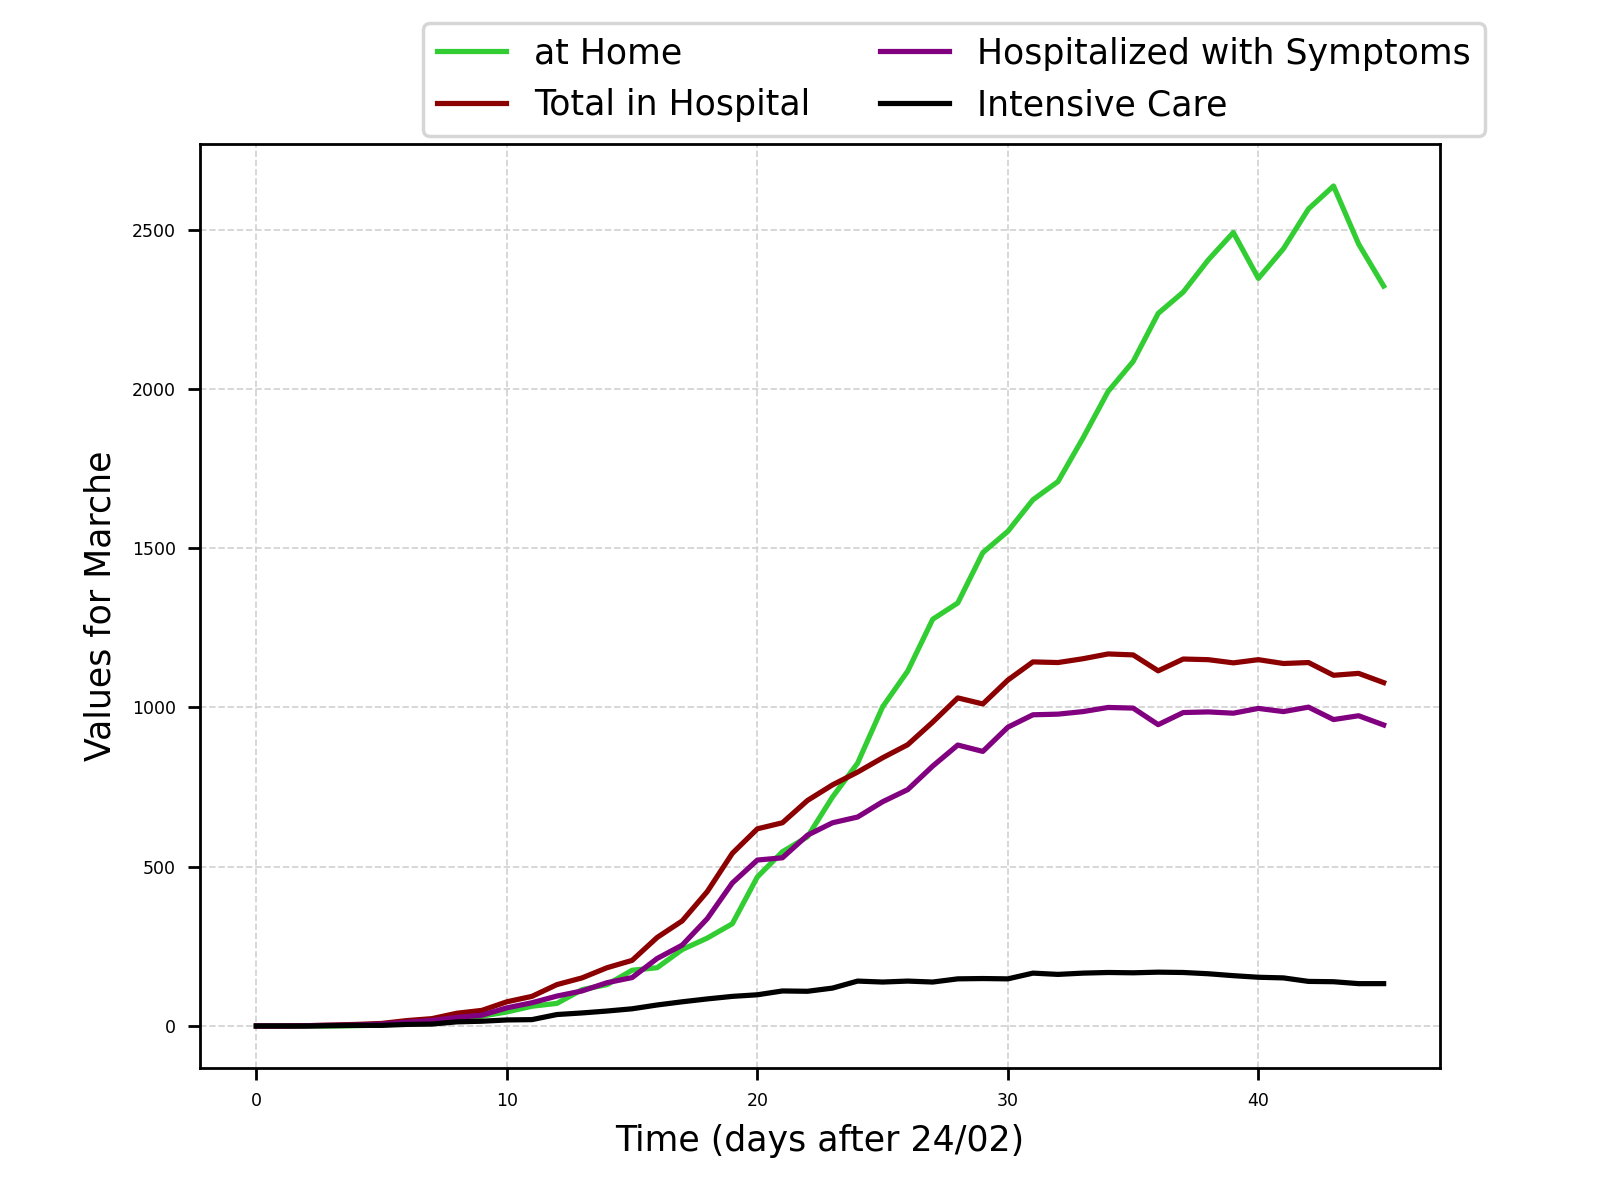 at Home
Hospitalized with Symptoms
Total in Hospital
Intensive Care
2500
2000
1500
1000
500
0
Values for Marche
0 10 20 30 40
Time (days after 24/02)